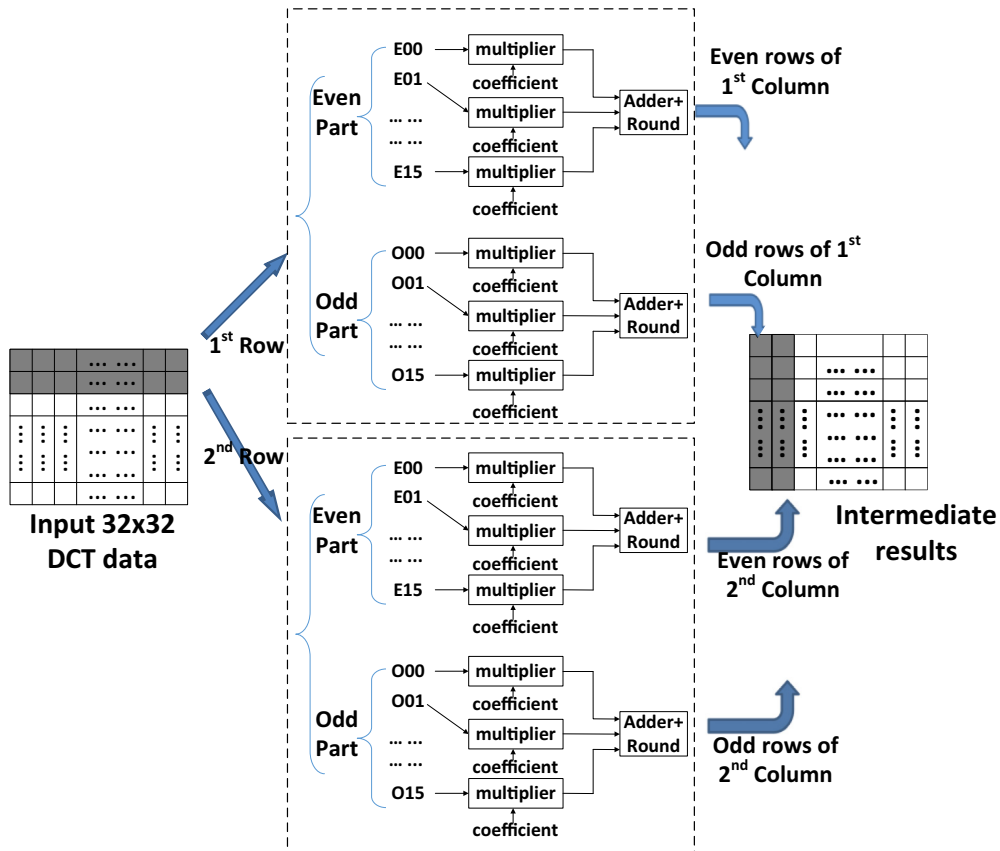 E00
multiplier
coefficient
E01
multiplier
coefficient
... ...
... ...
E15
multiplier
coefficient
Even
Part
Adder+
Round
Even rows of
1st Column
O00
multiplier
coefficient
O01
multiplier
coefficient
... ...
... ...
O15
multiplier
coefficient
Odd
Part
Adder+
Round
Odd rows of 1st
Column
1st Row
2nd Row
... ...
... ...
... ...
... ...
... ...
... ...
... ...
Input 32x32
DCT data
E00
multiplier
coefficient
E01
multiplier
coefficient
... ...
... ...
E15
multiplier
coefficient
Even
Part
Adder+
Round
... ...
... ...
... ...
... ...
... ...
... ...
Intermediate
results
Even rows of
2nd Column
O00
multiplier
coefficient
O01
multiplier
coefficient
... ...
... ...
O15
multiplier
coefficient
Odd
Part
Adder+
Round
Odd rows of
2nd Column